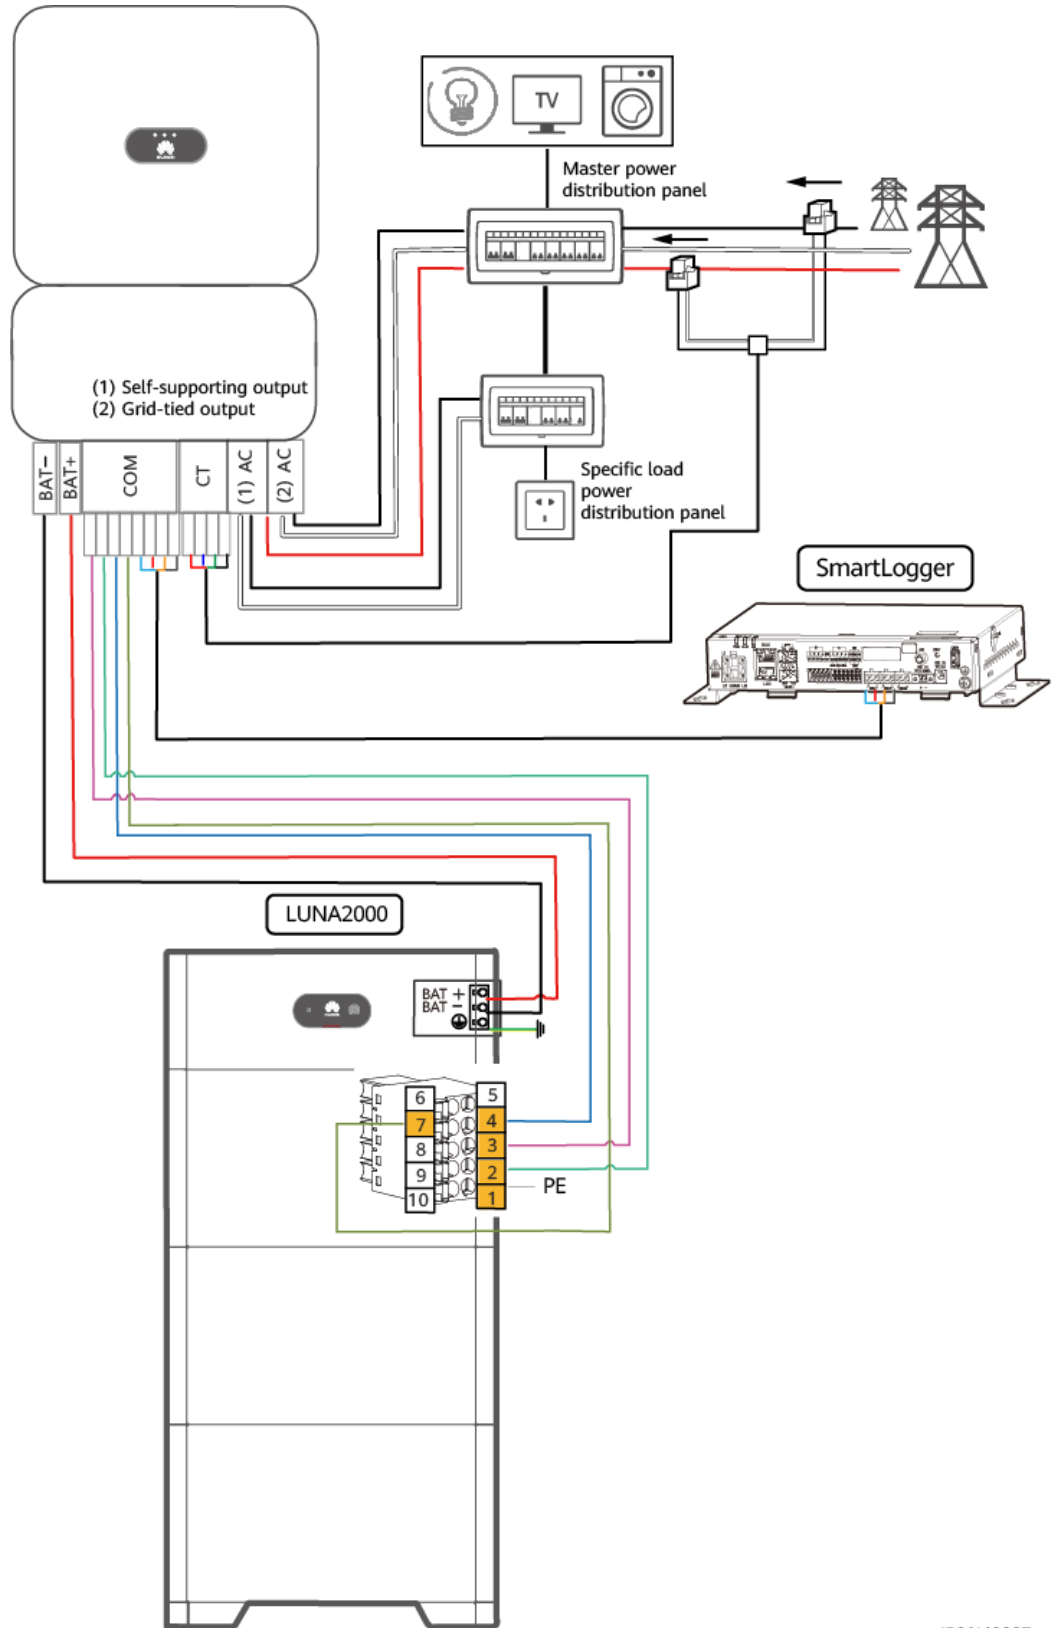 TV
Master power
distribution panel
(1) Self-supporting output
(2) Grid-tied output
BAT−
BAT+
COM
CT
(1) AC
(2) AC
Specific load
power
distribution panel
SmartLogger
LUNA2000
BAT +
BAT −
6
7
8
9
10
5
4
3
2
1
PE